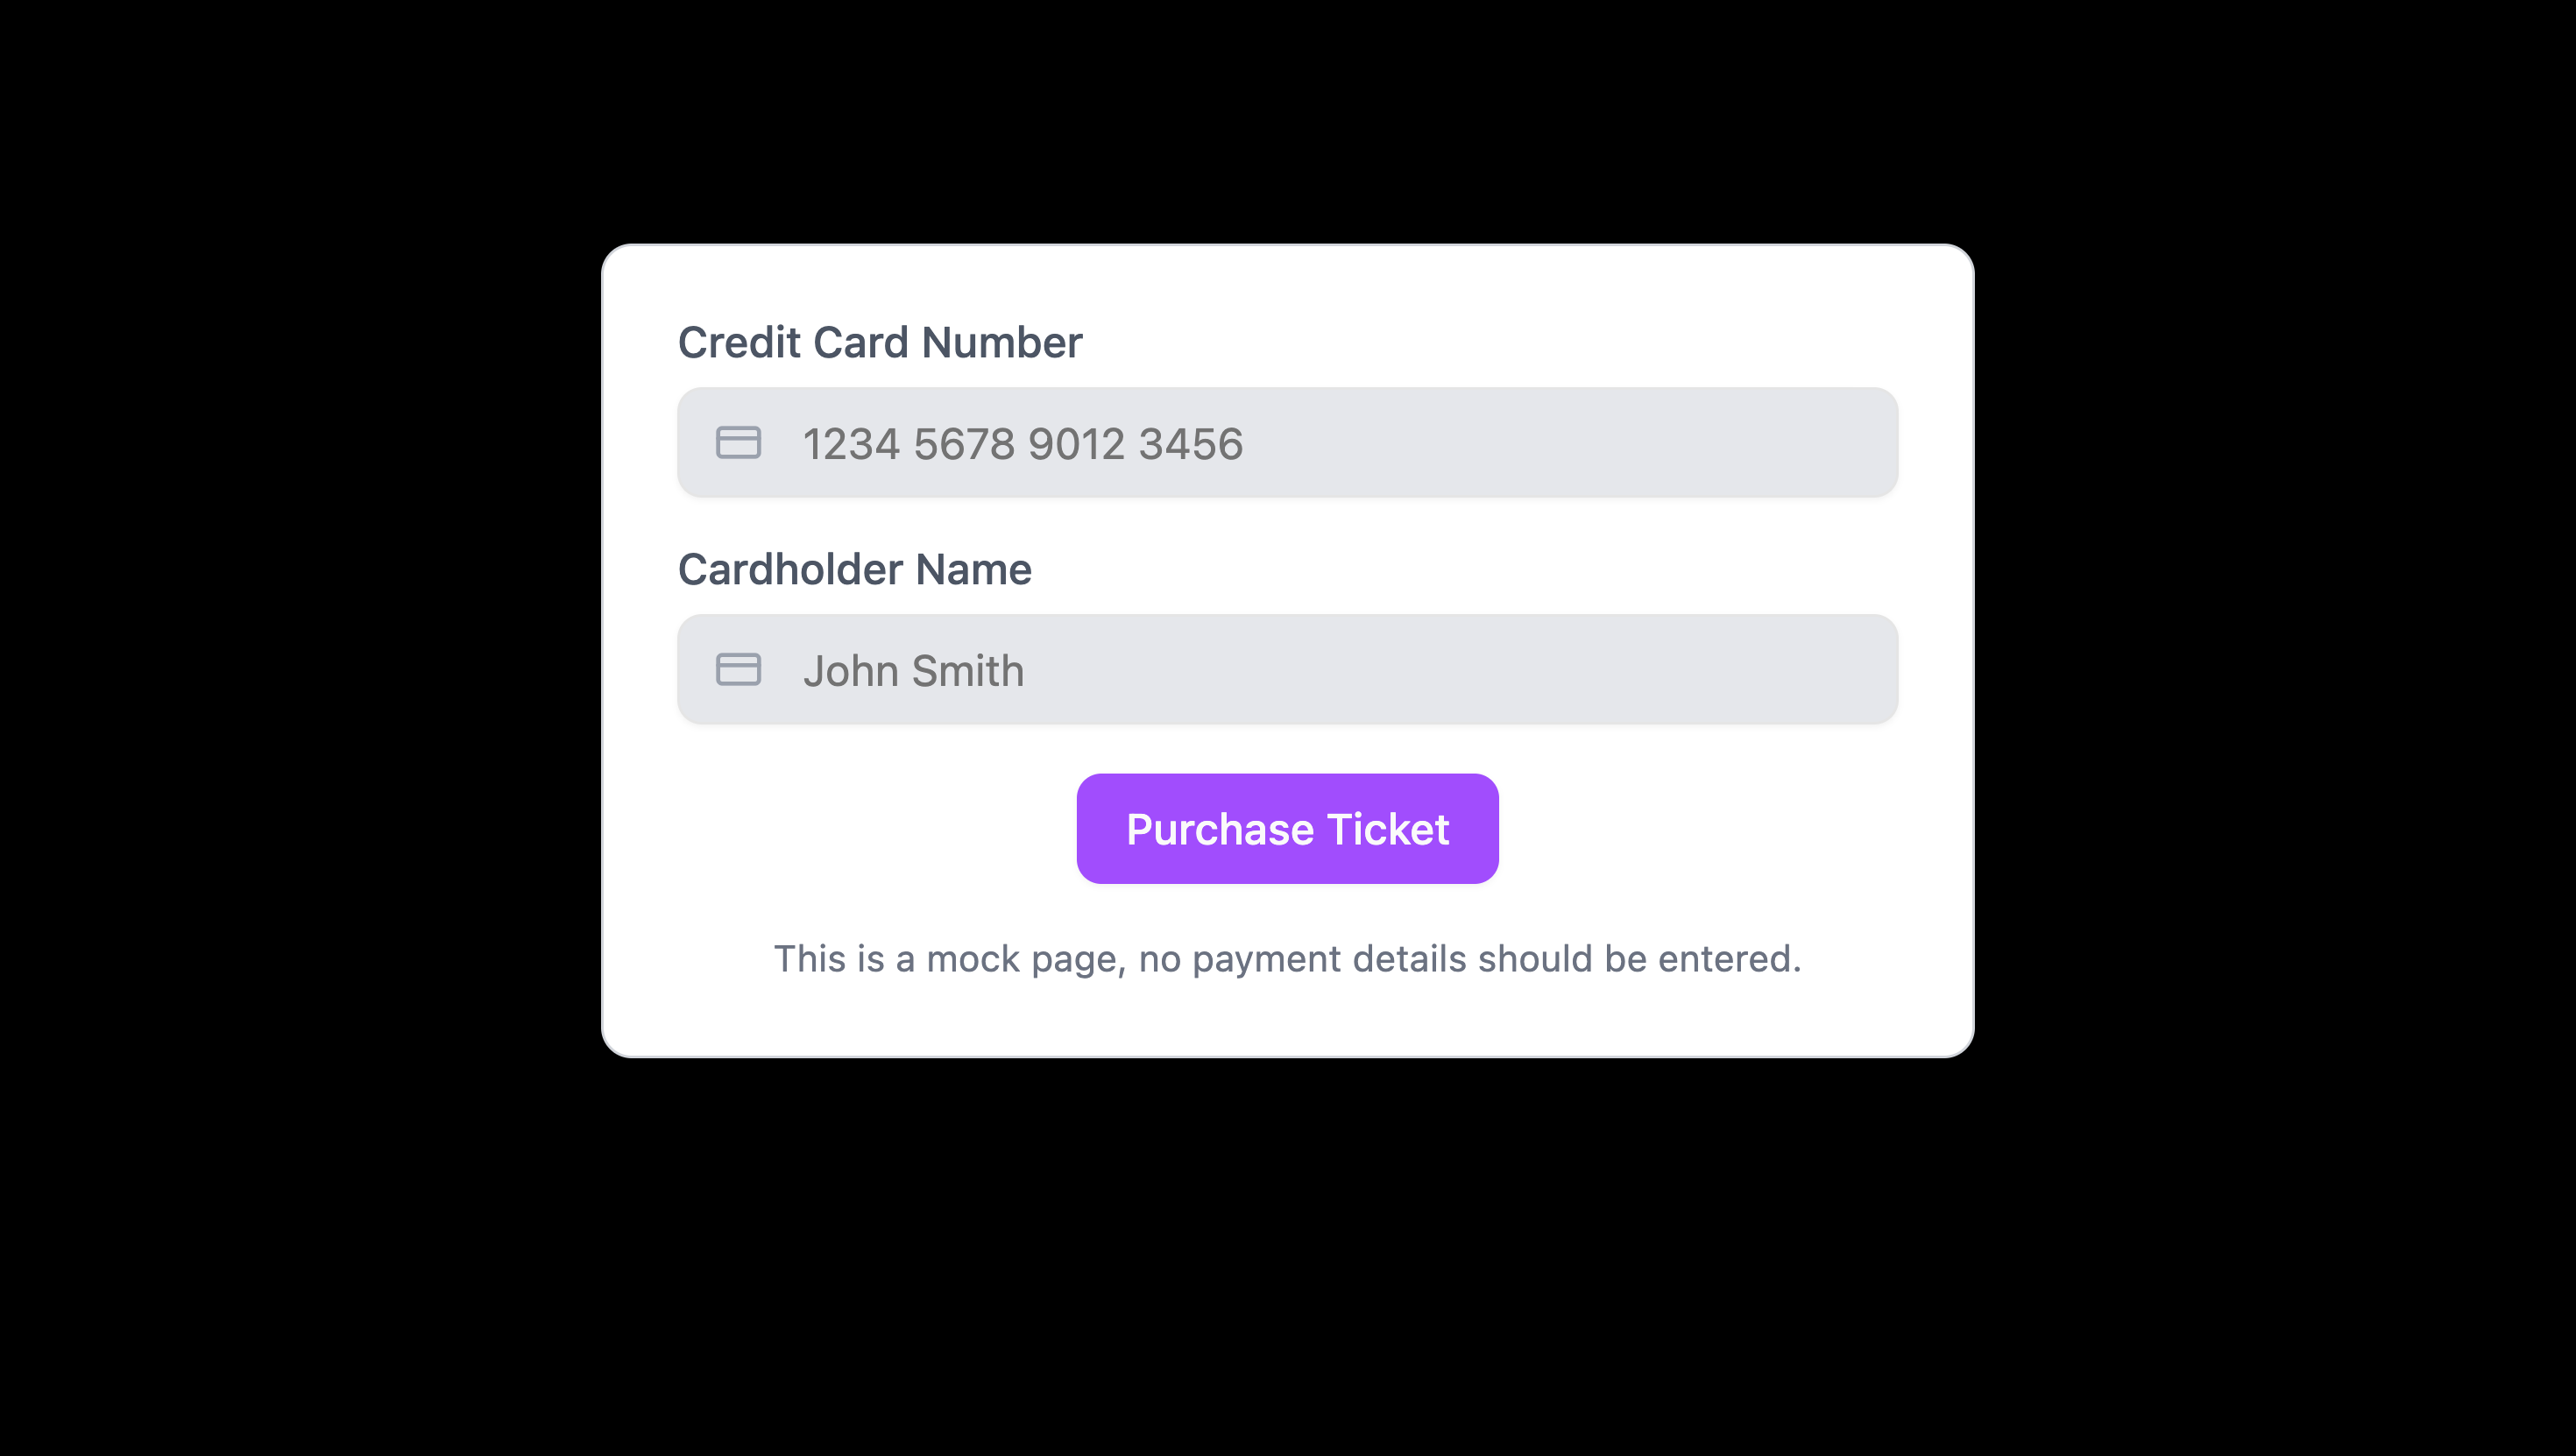 Credit Card Number
1234 5678 9012 3456
Cardholder Name
John Smith
Purchase Ticket
This is a mock page, no payment details should be entered.